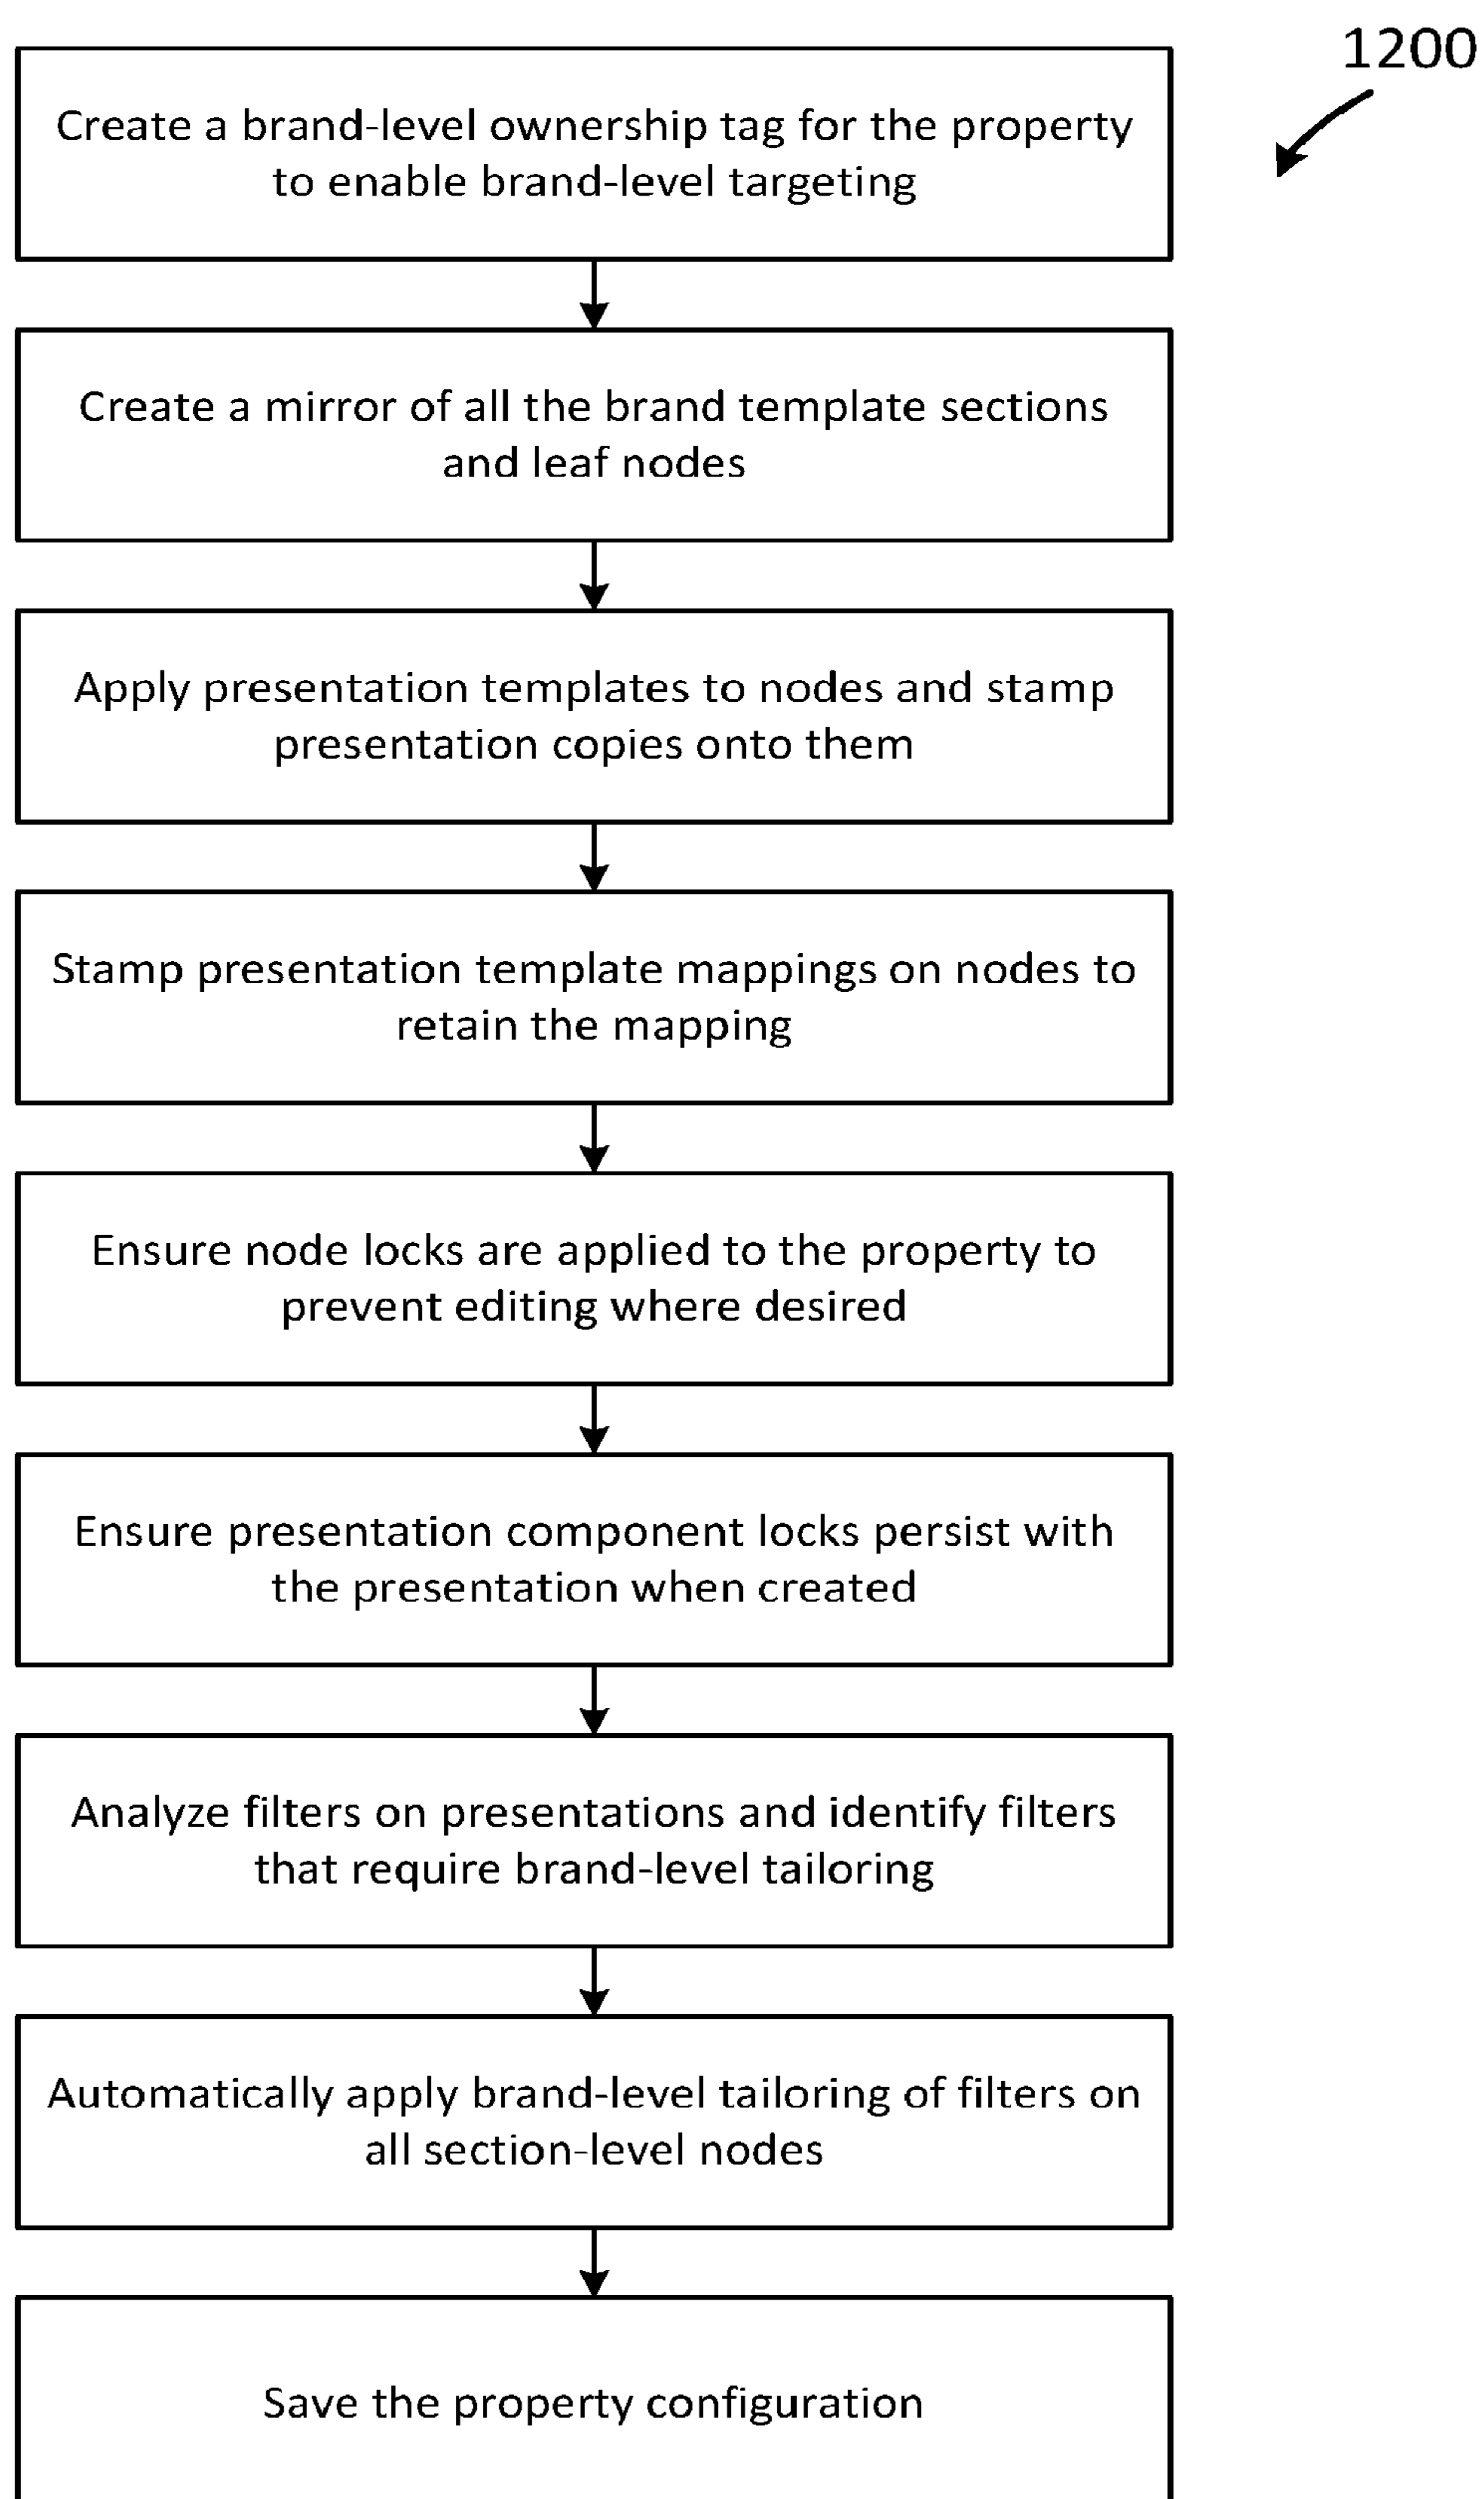 1200
Create a brand-level ownership tag for the property
to enable brand-level targeting
Create a mirror of all the brand template sections
and leaf nodes
Apply presentation templates to nodes and stamp
presentation copies onto them
Stamp presentation template mappings on nodes to
retain the mapping
Ensure node locks are applied to the property to
prevent editing where desired
Ensure presentation component locks persist with
the presentation when created
Analyze filters on presentations and identify filters
that require brand-level tailoring
Automatically apply brand-level tailoring of filters on
all section-level nodes
Save the property configuration